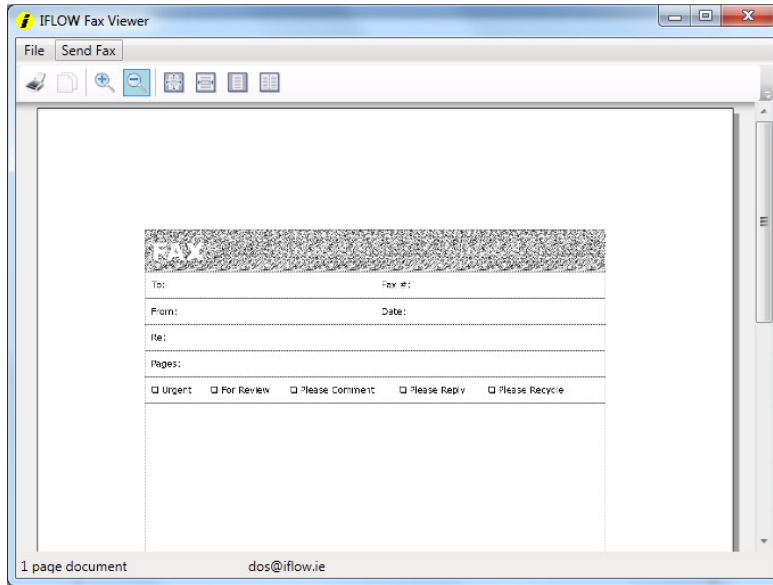 IFLOW Fax Viewer
File Send Fax
FAX
To: Fax #:
From: Date:
Re:
Pages:
☐ Urgent ☐ For Review ☐ Please Comment ☐ Please Reply ☐ Please Recycle
1 page document dos@iflow.ie